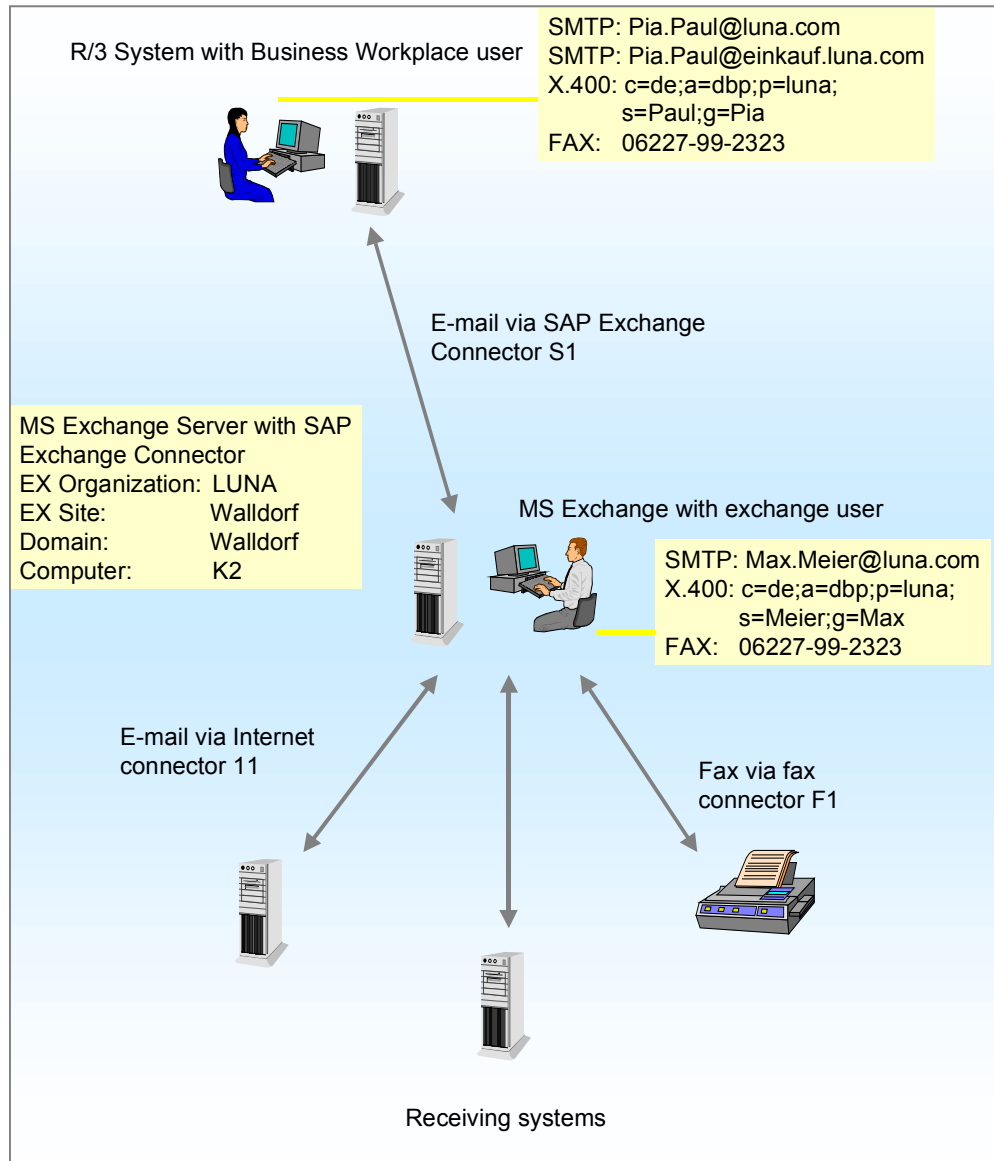 R/3 System with Business Workplace user
SMTP: Pia.Paul@luna.com
SMTP: Pia.Paul@einkauf.luna.com
X.400: c=de;a=dbp;p=luna;
s=Paul;g=Pia
FAX: 06227-99-2323
E-mail via SAP Exchange
Connector S1
MS Exchange Server with SAP
Exchange Connector
EX Organization: LUNA
EX Site: Walldorf
Domain: Walldorf
Computer: K2
MS Exchange with exchange user
SMTP: Max.Meier@luna.com
X.400: c=de;a=dbp;p=luna;
s=Meier;g=Max
FAX: 06227-99-2323
E-mail via Internet
connector 11
Fax via fax
connector F1
Receiving systems